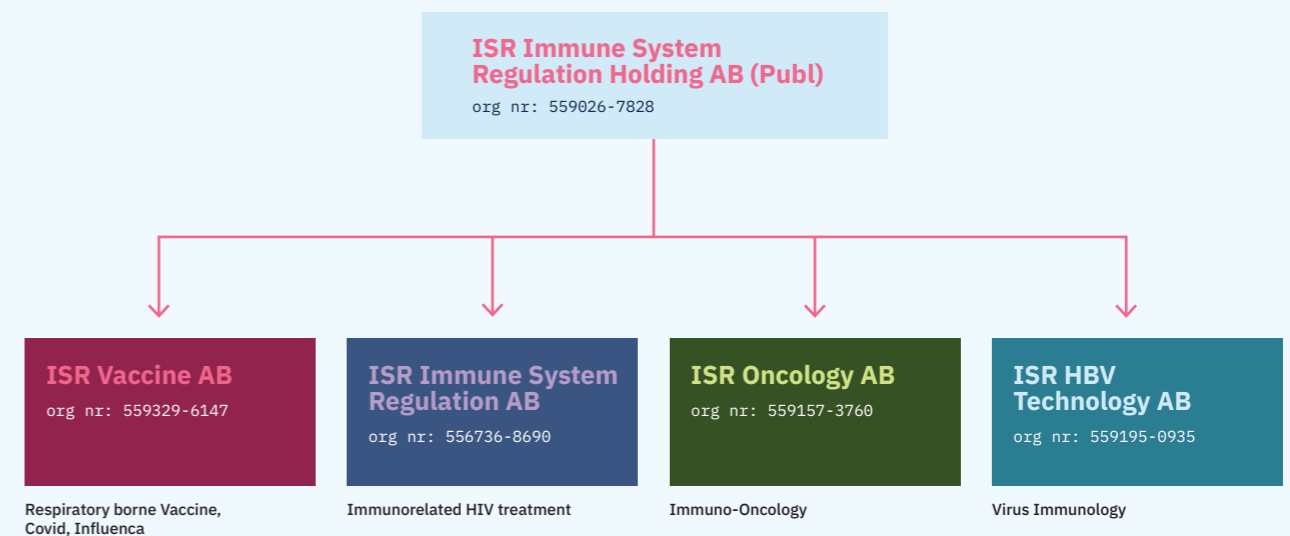 ISR Immune System
Regulation Holding AB (Publ)
org nr: 559026-7828
ISR Vaccine AB
org nr: 559329-6147
Respiratory borne Vaccine,
Covid, Influenca
ISR Immune System
Regulation AB
org nr: 556736-8690
Immunorelated HIV treatment
ISR Oncology AB
org nr: 559157-3760
Immuno-Oncology
ISR HBV
Technology AB
org nr: 559195-0935
Virus Immunology